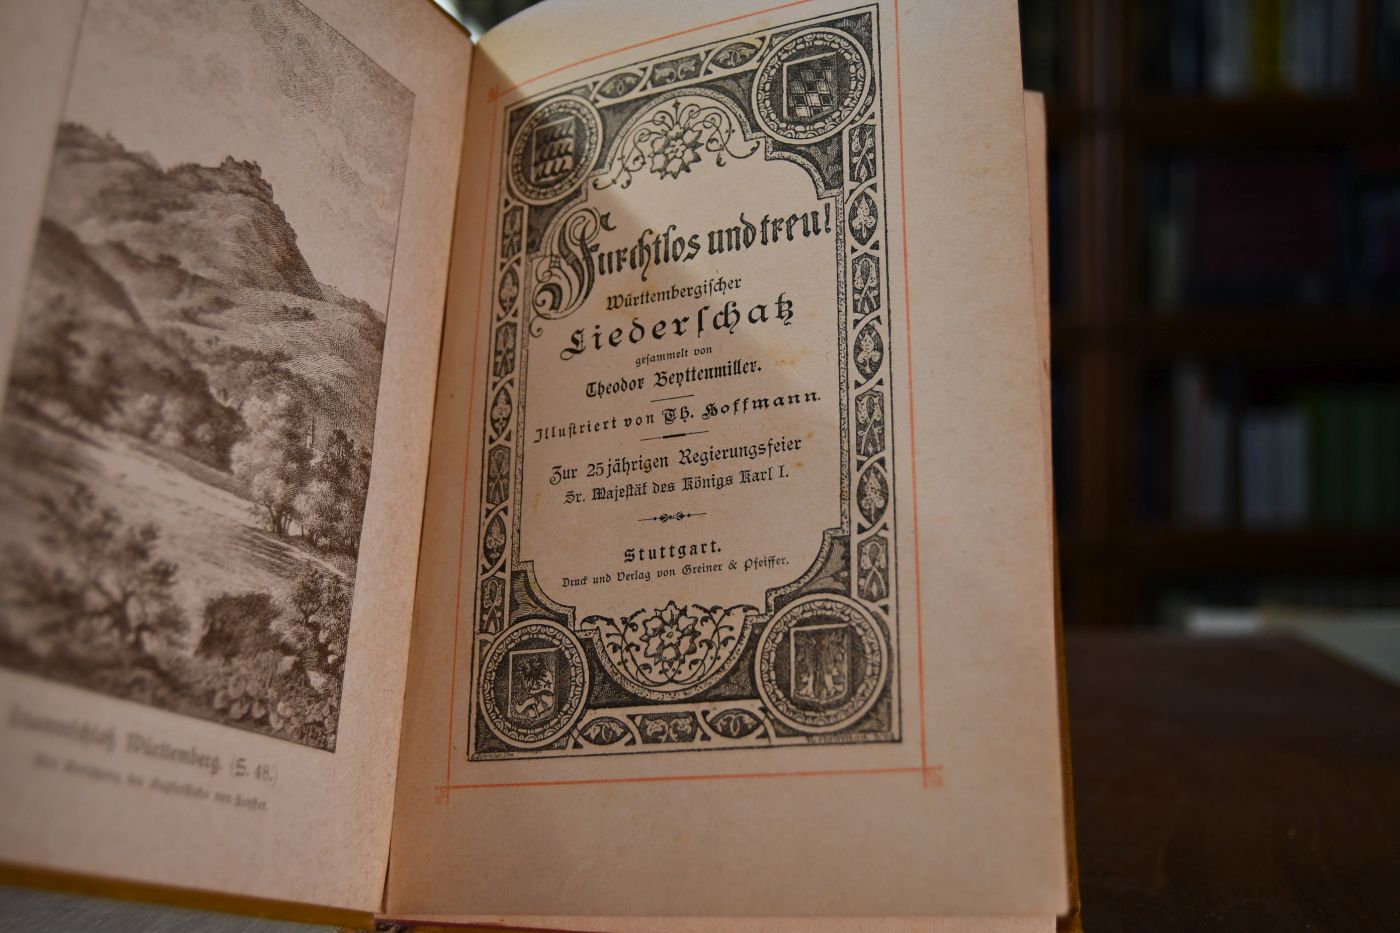 Stammschloß Württemberg. (S. 48.)
Furchtlos und treu!
Württembergiſcher
Liederſchatz
geſammelt von
Theodor Beyttenmiller.
Illuſtriert von Th. Hoffmann.
Zur 25jährigen Regierungsfeier
Sr. Majeſtät des Königs Karl I.
Stuttgart.
Druck und Verlag von Greiner & Pfeiffer.